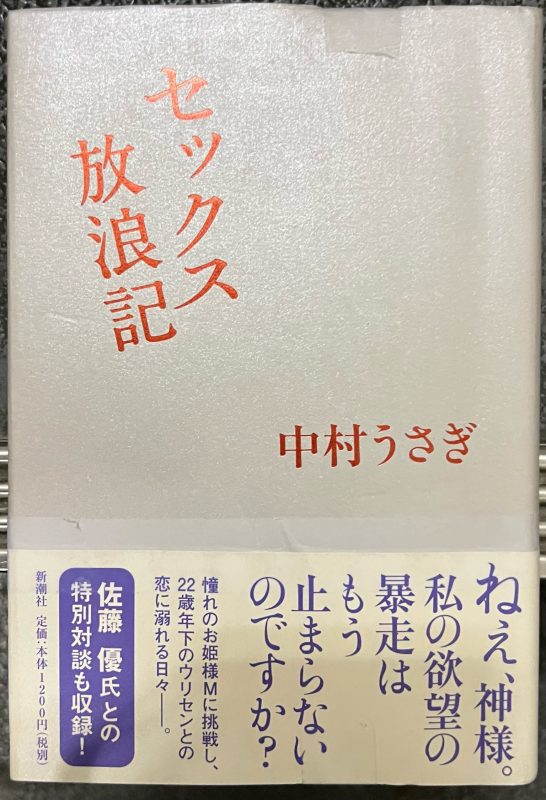 セックス
放浪記
中村うさぎ
ねえ、神様。
私の欲望の
暴走は
もう
止まらない
のですか?
憧れのお姫様Mに挑戦し、
22歳年下のウリセンとの
恋に溺れる日々――。
佐藤 優氏との
特別対談も収録!
新潮社 定価:本体1200円(税別)